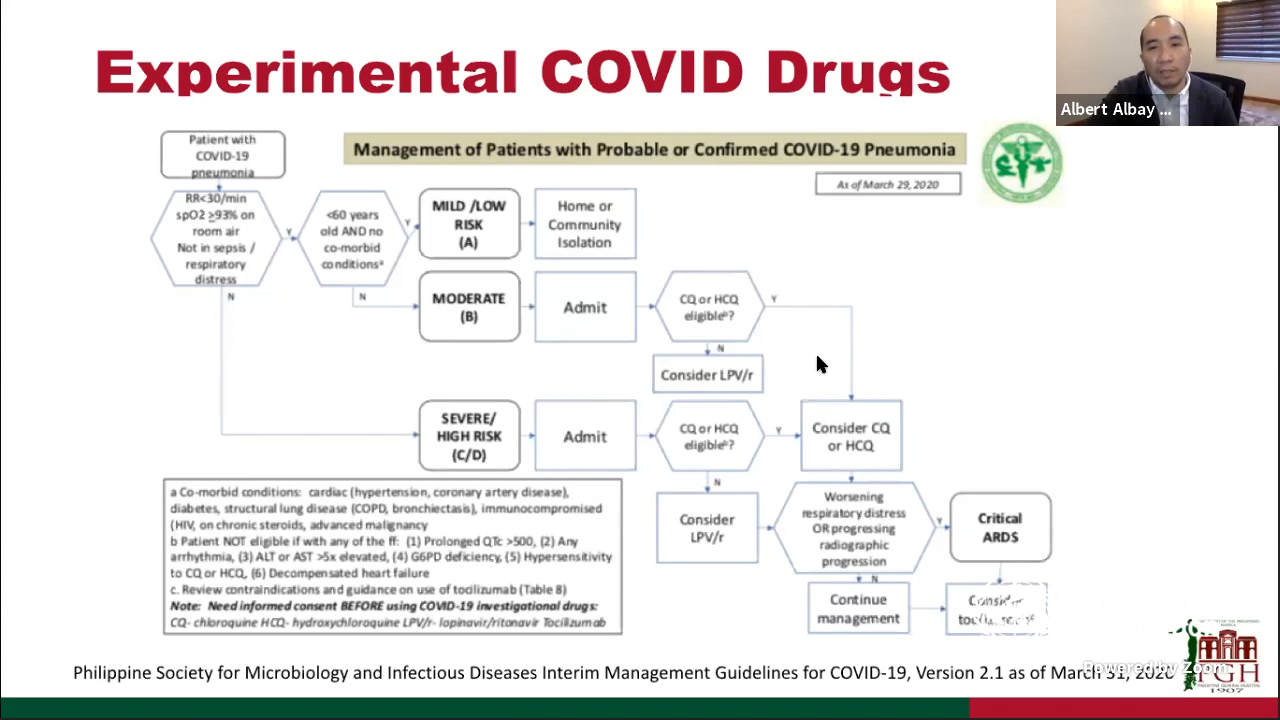 Experimental COVID Drugs
Albert Albay ...
Patient with
COVID-19
pneumonia
Management of Patients with Probable or Confirmed COVID-19 Pneumonia
As of March 29, 2020
RR<30/min
spO2 ≥93% on
room air
Not in sepsis /
respiratory
distress
Y
<60 years
old AND no
co-morbid
conditionsª
Y
MILD /LOW
RISK
(A)
Home or
Community
Isolation
N
N
MODERATE
(B)
Admit
CQ or HCQ
eligibleᵇ?
Y
N
Consider LPV/r
SEVERE/
HIGH RISK
(C/D)
Admit
CQ or HCQ
eligibleᵇ?
Y
Consider CQ
or HCQ
N
Consider
LPV/r
Worsening
respiratory distress
OR progressing
radiographic
progression
Y
Critical
ARDS
N
Continue
management
Consider
a Co-morbid conditions: cardiac (hypertension, coronary artery disease),
diabetes, structural lung disease (COPD, bronchiectasis), immunocompromised
(HIV, on chronic steroids, advanced malignancy
b Patient NOT eligible if with any of the ff: (1) Prolonged QTc >500, (2) Any
arrhythmia, (3) ALT or AST >5x elevated, (4) G6PD deficiency, (5) Hypersensitivity
to CQ or HCQ, (6) Decompensated heart failure
c. Review contraindications and guidance on use of tocilizumab (Table 8)
Note: Need informed consent BEFORE using COVID-19 investigational drugs:
CQ- chloroquine HCQ- hydroxychloroquine LPV/r- lopinavir/ritonavir Tocilizumab
Philippine Society for Microbiology and Infectious Diseases Interim Management Guidelines for COVID-19, Version 2.1 as of March 31, 2020
Powered by Zoom
PGH
1907